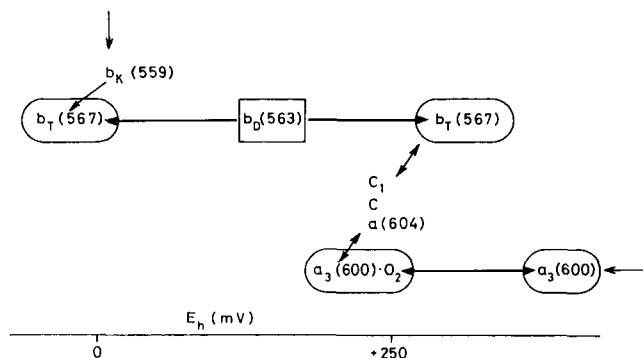 b_K (559)
b_T (567) b_D (563) b_T (567)
C_1
C
a (604)
a_3 (600)·O_2 a_3 (600)
E_h (mV)
0 +250